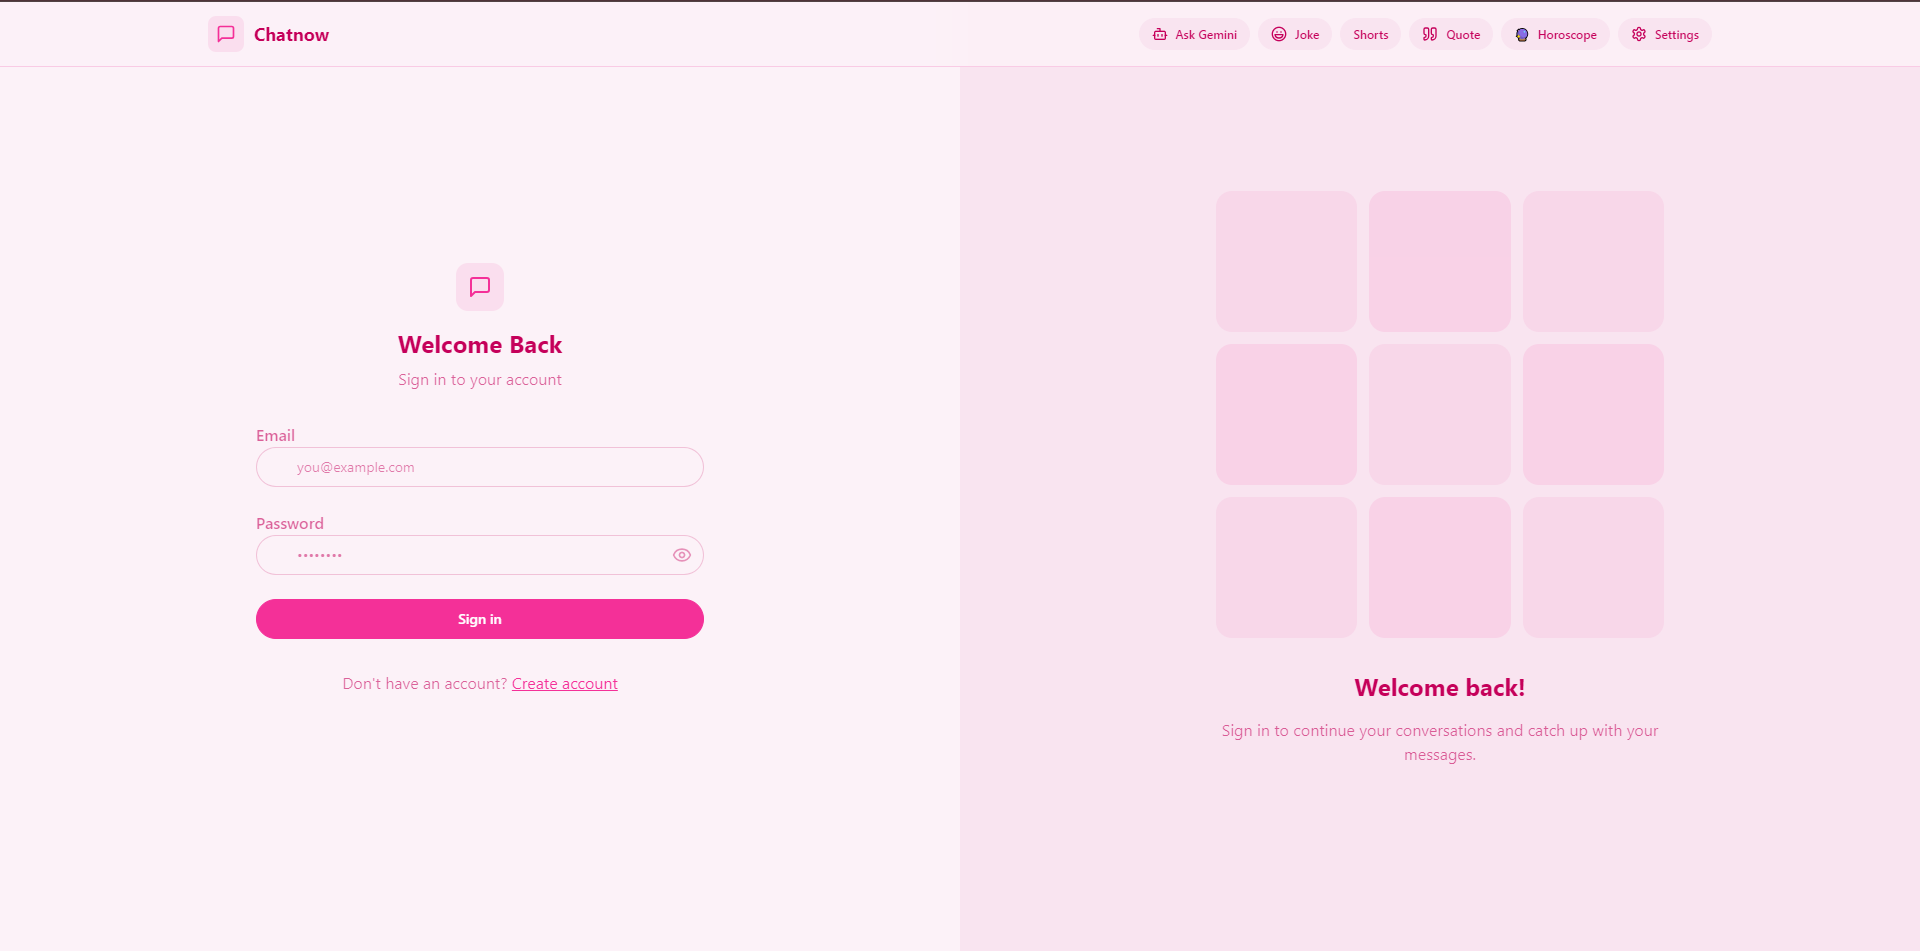 Chatnow
Ask Gemini
Joke
Shorts
Quote
Horoscope
Settings
Welcome Back
Sign in to your account
Email
you@example.com
Password
••••••••
Sign in
Don't have an account? Create account
Welcome back!
Sign in to continue your conversations and catch up with your
messages.